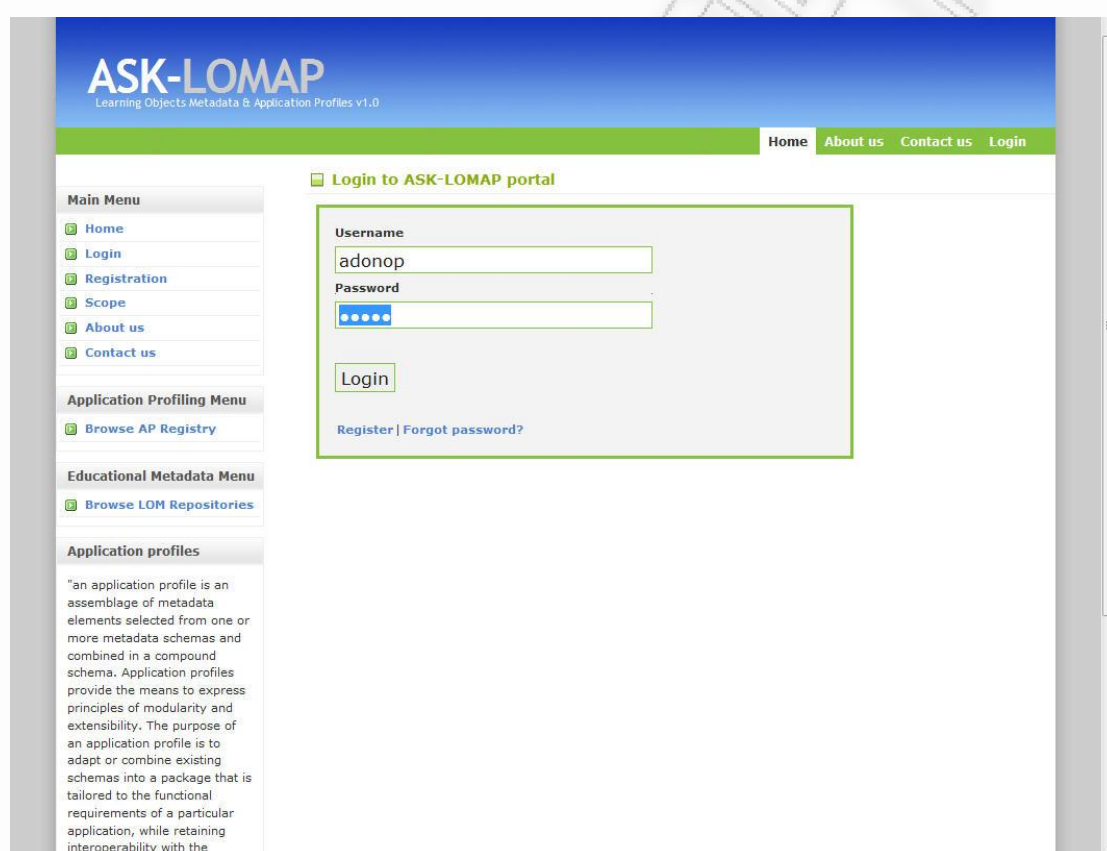 ASK-LOMAP
Learning Objects Metadata & Application Profiles v1.0
Home About us Contact us Login
Login to ASK-LOMAP portal
Main Menu
Home
Login
Registration
Scope
About us
Contact us
Username
adonop
Password
•••••
Login
Register | Forgot password?
Application Profiling Menu
Browse AP Registry
Educational Metadata Menu
Browse LOM Repositories
Application profiles
"an application profile is an
assemblage of metadata
elements selected from one or
more metadata schemas and
combined in a compound
schema. Application profiles
provide the means to express
principles of modularity and
extensibility. The purpose of
an application profile is to
adapt or combine existing
schemas into a package that is
tailored to the functional
requirements of a particular
application, while retaining
interoperability with the